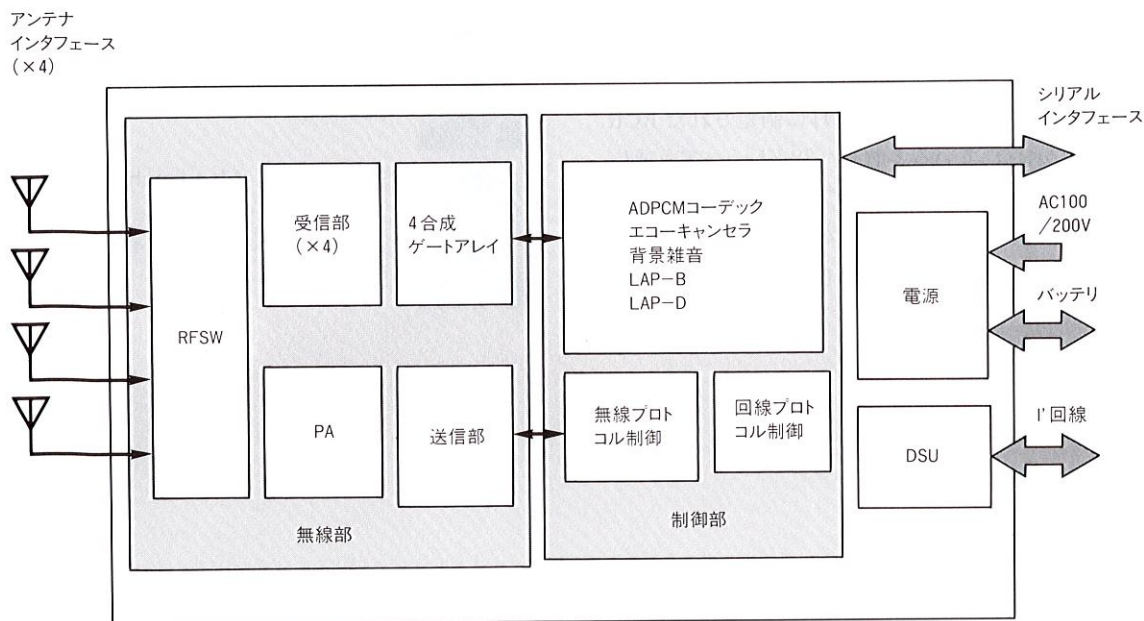 アンテナ
インタフェース
(×4)
シリアル
インタフェース
RFSW
受信部
(×4)
4合成
ゲートアレイ
PA
送信部
無線部
ADPCMコーデック
エコーキャンセラ
背景雑音
LAP-B
LAP-D
無線プロト
コル制御
回線プロト
コル制御
制御部
電源
AC100
/200V
バッテリ
DSU
I'回線